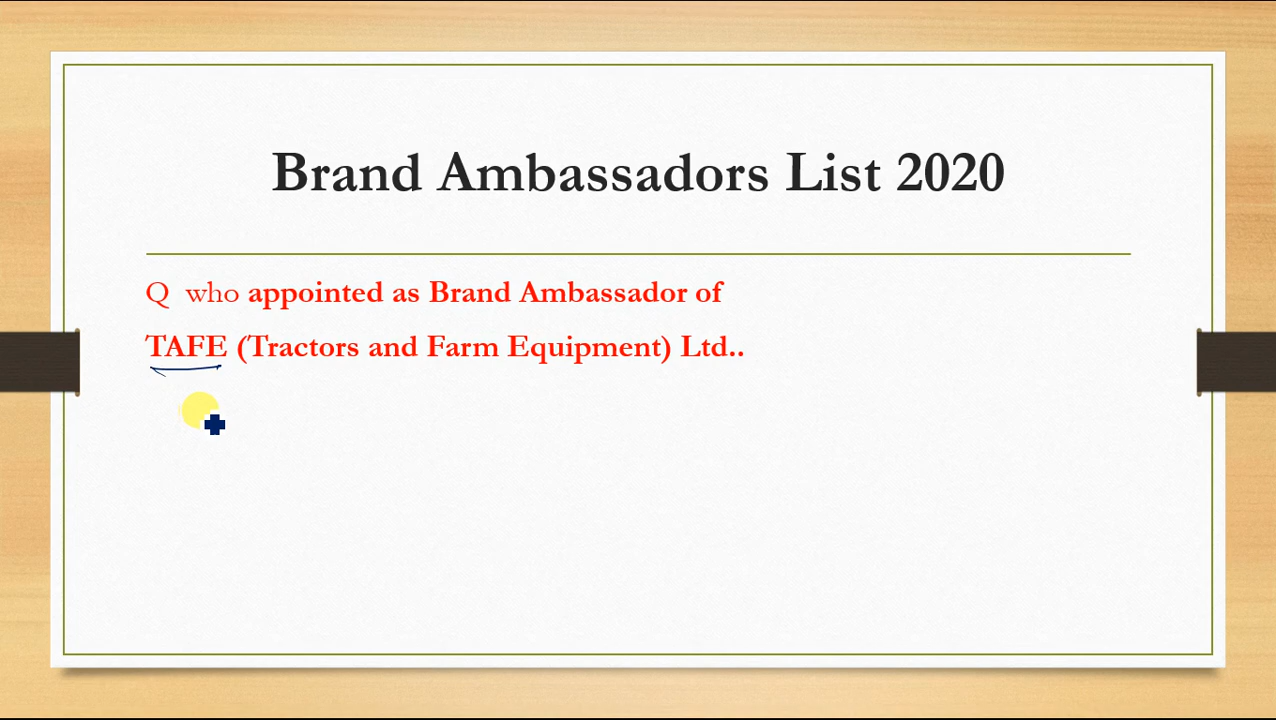 Brand Ambassadors List 2020
Q who appointed as Brand Ambassador of
TAFE (Tractors and Farm Equipment) Ltd..